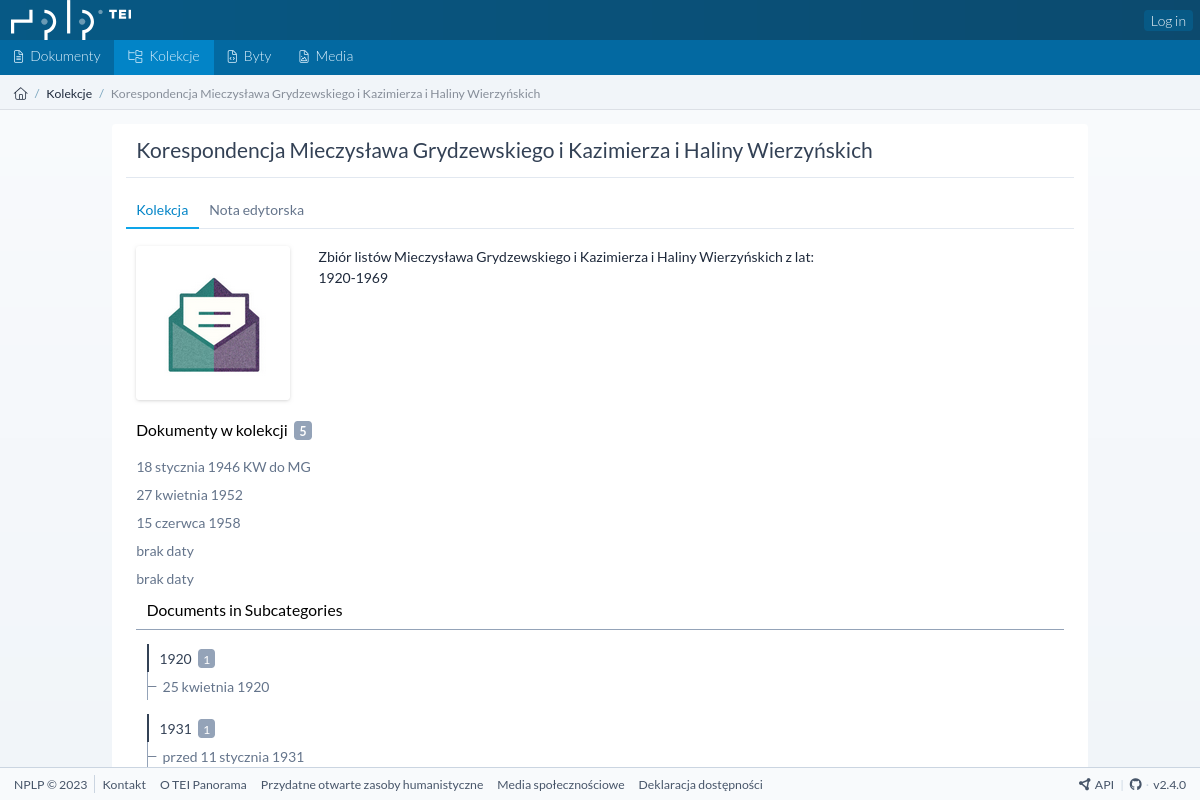 nplp TEI
Log in
Dokumenty Kolekcje Byty Media
/ Kolekcje / Korespondencja Mieczysława Grydzewskiego i Kazimierza i Haliny Wierzyńskich
Korespondencja Mieczysława Grydzewskiego i Kazimierza i Haliny Wierzyńskich
Kolekcja Nota edytorska
Zbiór listów Mieczysława Grydzewskiego i Kazimierza i Haliny Wierzyńskich z lat:
1920-1969
Dokumenty w kolekcji 5
18 stycznia 1946 KW do MG
27 kwietnia 1952
15 czerwca 1958
brak daty
brak daty
Documents in Subcategories
1920 1
25 kwietnia 1920
1931 1
przed 11 stycznia 1931
NPLP © 2023 Kontakt O TEI Panorama Przydatne otwarte zasoby humanistyczne Media społecznościowe Deklaracja dostępności API v2.4.0